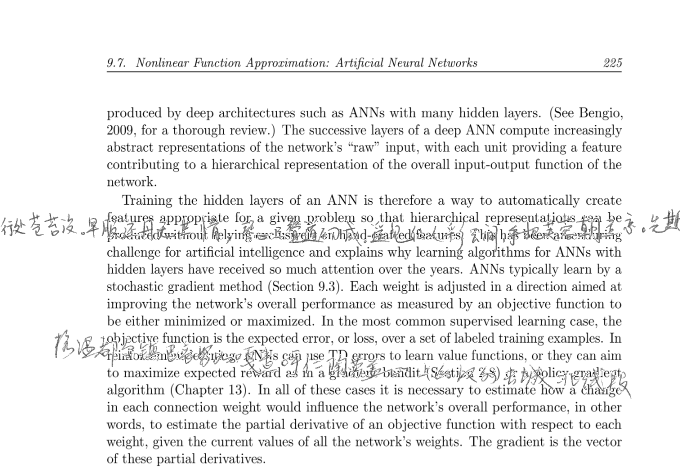 9.7. Nonlinear Function Approximation: Artificial Neural Networks 225
produced by deep architectures such as ANNs with many hidden layers. (See Bengio,
2009, for a thorough review.) The successive layers of a deep ANN compute increasingly
abstract representations of the network's "raw" input, with each unit providing a feature
contributing to a hierarchical representation of the overall input-output function of the
network.
Training the hidden layers of an ANN is therefore a way to automatically create
features appropriate for a given problem so that hierarchical representations can be
produced without relying exclusively on hand-crafted features. This has been an enduring
challenge for artificial intelligence and explains why learning algorithms for ANNs with
hidden layers have received so much attention over the years. ANNs typically learn by a
stochastic gradient method (Section 9.3). Each weight is adjusted in a direction aimed at
improving the network's overall performance as measured by an objective function to
be either minimized or maximized. In the most common supervised learning case, the
objective function is the expected error, or loss, over a set of labeled training examples. In
reinforcement learning, ANNs can use TD errors to learn value functions, or they can aim
to maximize expected reward as in a gradient bandit (Section 2.8) or a policy-gradient
algorithm (Chapter 13). In all of these cases it is necessary to estimate how a change
in each connection weight would influence the network's overall performance, in other
words, to estimate the partial derivative of an objective function with respect to each
weight, given the current values of all the network's weights. The gradient is the vector
of these partial derivatives.